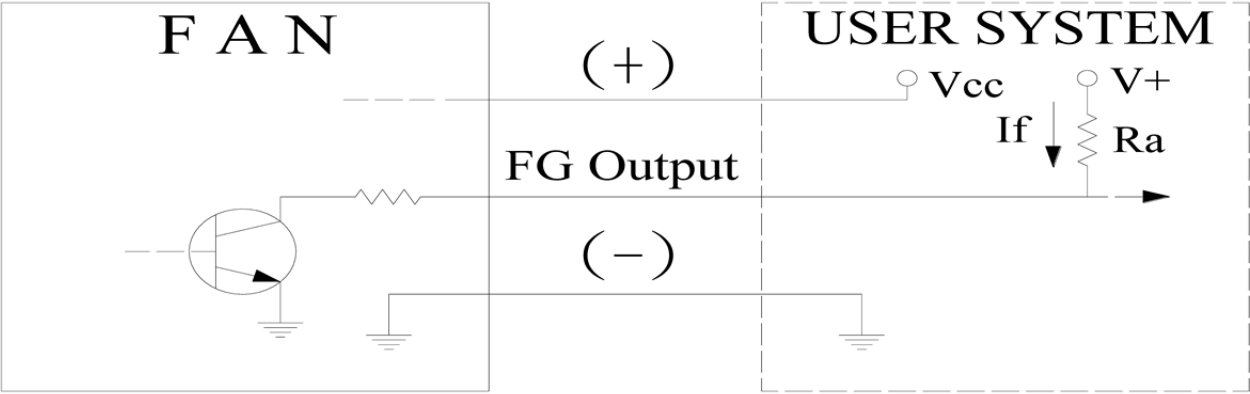 F A N
USER SYSTEM
(+)
Vcc
V+
If
Ra
FG Output
(−)